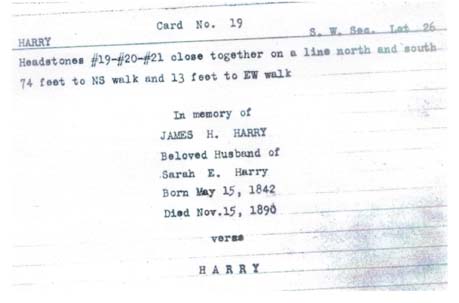 Card No. 19
HARRY S. W. Sec. Lot 26
Headstones #19-#20-#21 close together on a line north and south
74 feet to NS walk and 13 feet to EW walk
In memory of
JAMES H. HARRY
Beloved Husband of
Sarah E. Harry
Born May 15, 1842
Died Nov.15, 1890
verse
H A R R Y